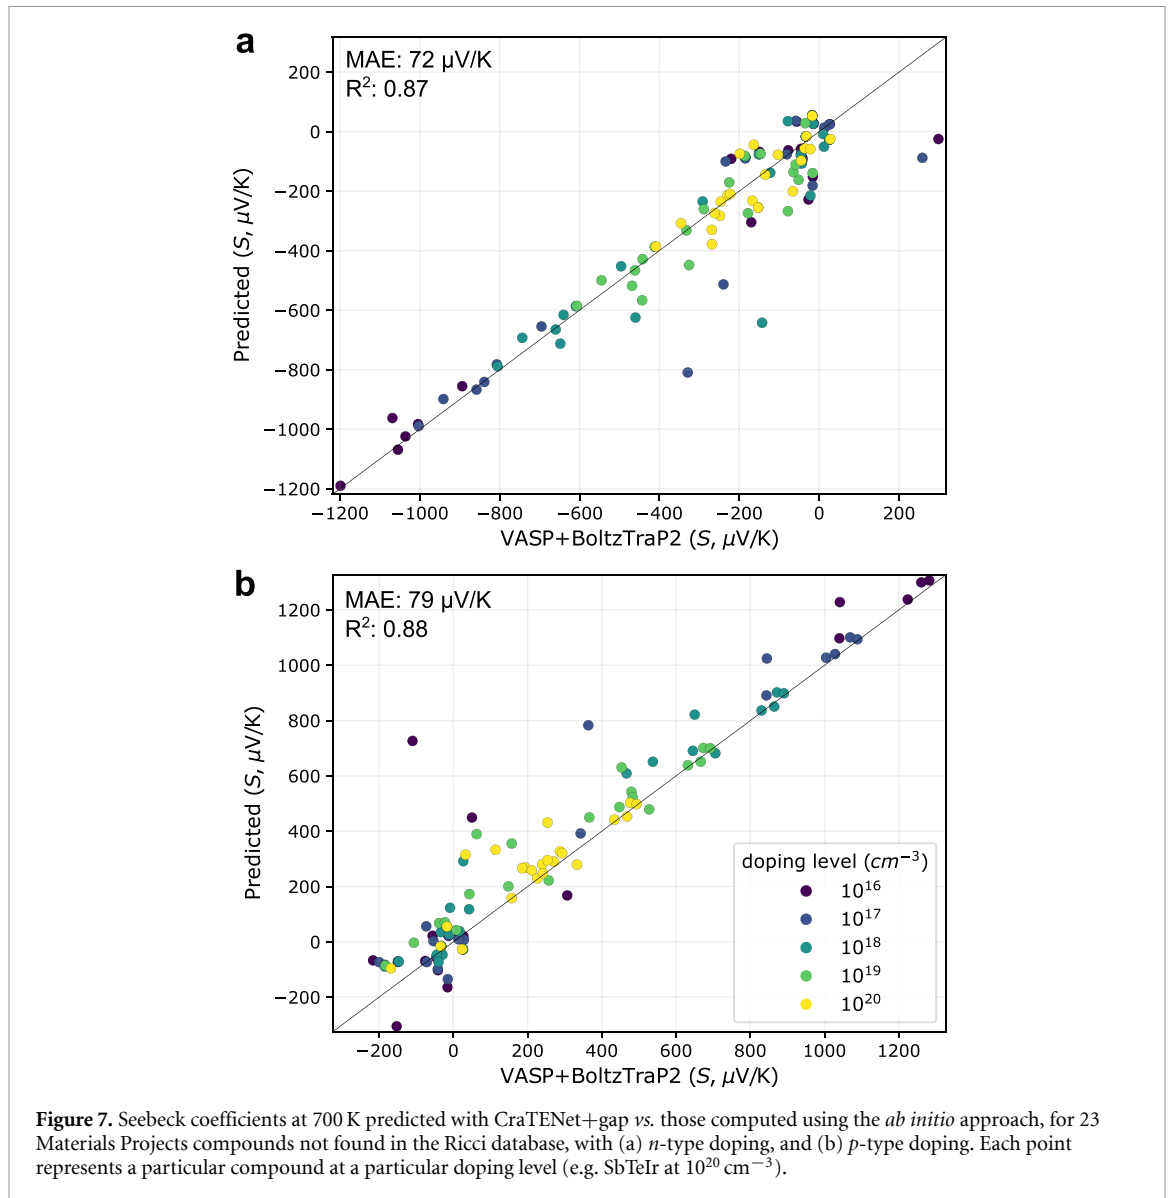 a
MAE: 72 µV/K
R²: 0.87
200
0
−200
−400
−600
−800
−1000
−1200
Predicted (S, µV/K)
−1200 −1000 −800 −600 −400 −200 0 200
VASP+BoltzTraP2 (S, µV/K)
b
MAE: 79 µV/K
R²: 0.88
1200
1000
800
600
400
200
0
−200
Predicted (S, µV/K)
doping level (cm⁻³)
10¹⁶
10¹⁷
10¹⁸
10¹⁹
10²⁰
−200 0 200 400 600 800 1000 1200
VASP+BoltzTraP2 (S, µV/K)
Figure 7. Seebeck coefficients at 700 K predicted with CraTENet+gap vs. those computed using the ab initio approach, for 23
Materials Projects compounds not found in the Ricci database, with (a) n-type doping, and (b) p-type doping. Each point
represents a particular compound at a particular doping level (e.g. SbTeIr at 10²⁰ cm⁻³).